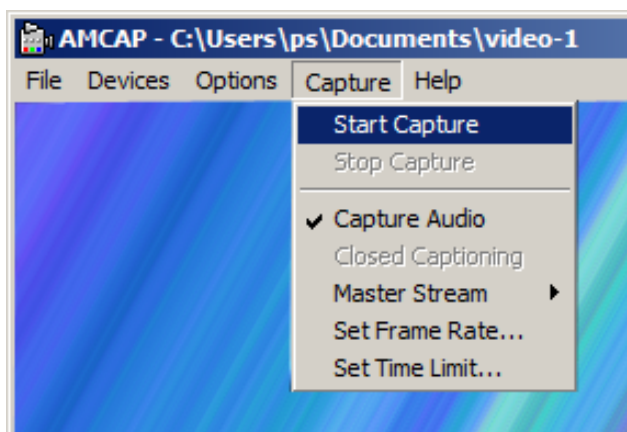 AMCAP - C:\Users\ps\Documents\video-1
File Devices Options Capture Help
Start Capture
Stop Capture
Capture Audio
Closed Captioning
Master Stream
Set Frame Rate...
Set Time Limit...